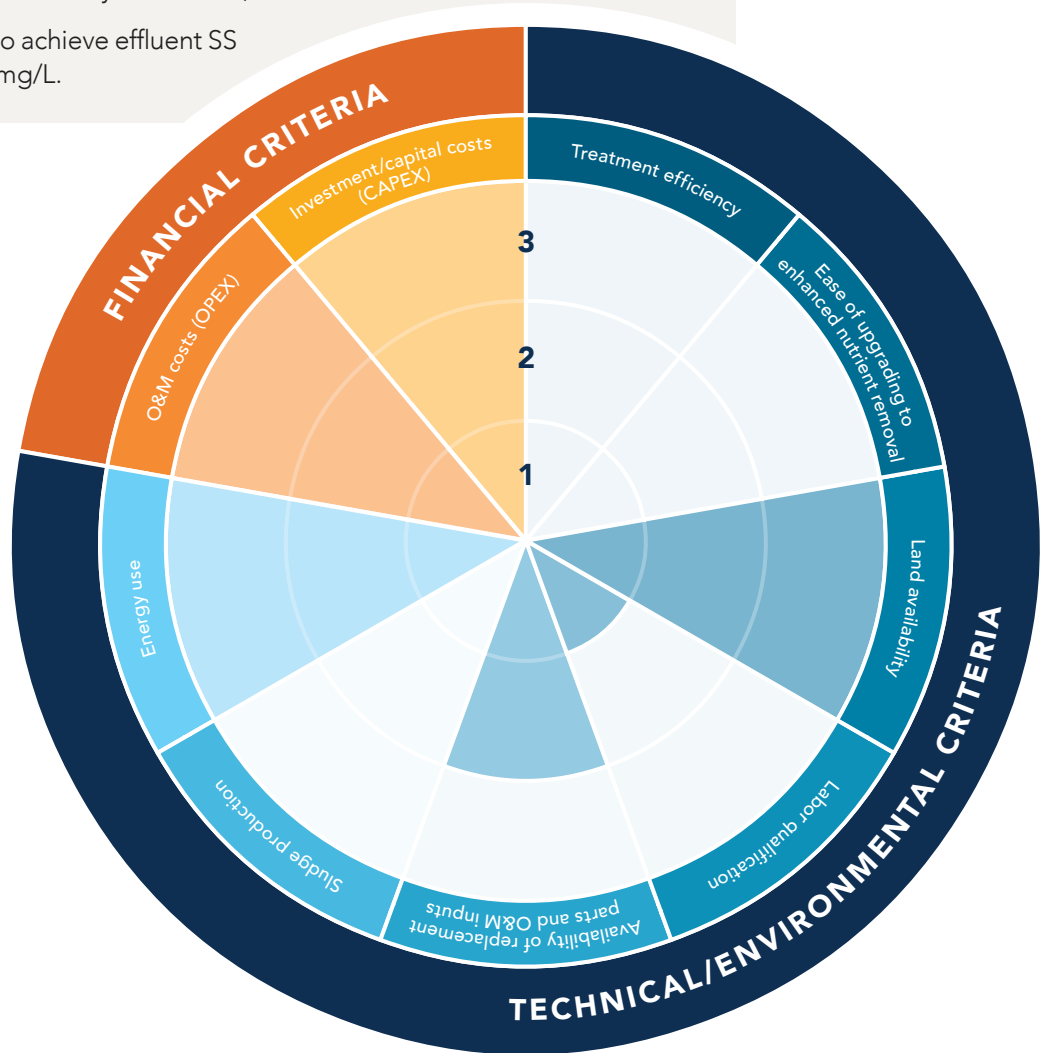 o achieve effluent SS
mg/L.
FINANCIAL CRITERIA
Investment/capital costs
(CAPEX)
Treatment efficiency
O&M costs (OPEX)
Ease of upgrading to
enhanced nutrient removal
3
2
1
Energy use
Land availability
Sludge production
Labor qualification
Availability of replacement
parts and O&M inputs
TECHNICAL/ENVIRONMENTAL CRITERIA